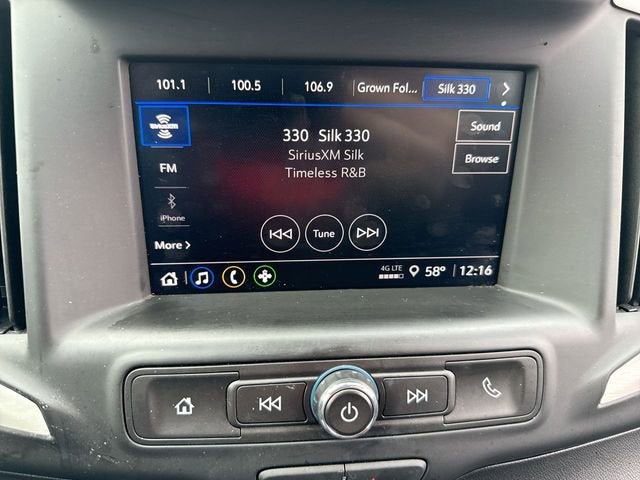 101.1 100.5 106.9 Grown Fol... Silk 330
SIRIUSXM
330 Silk 330
SiriusXM Silk
Timeless R&B
Sound
Browse
FM
iPhone
More
Tune
4G LTE 58° 12:16